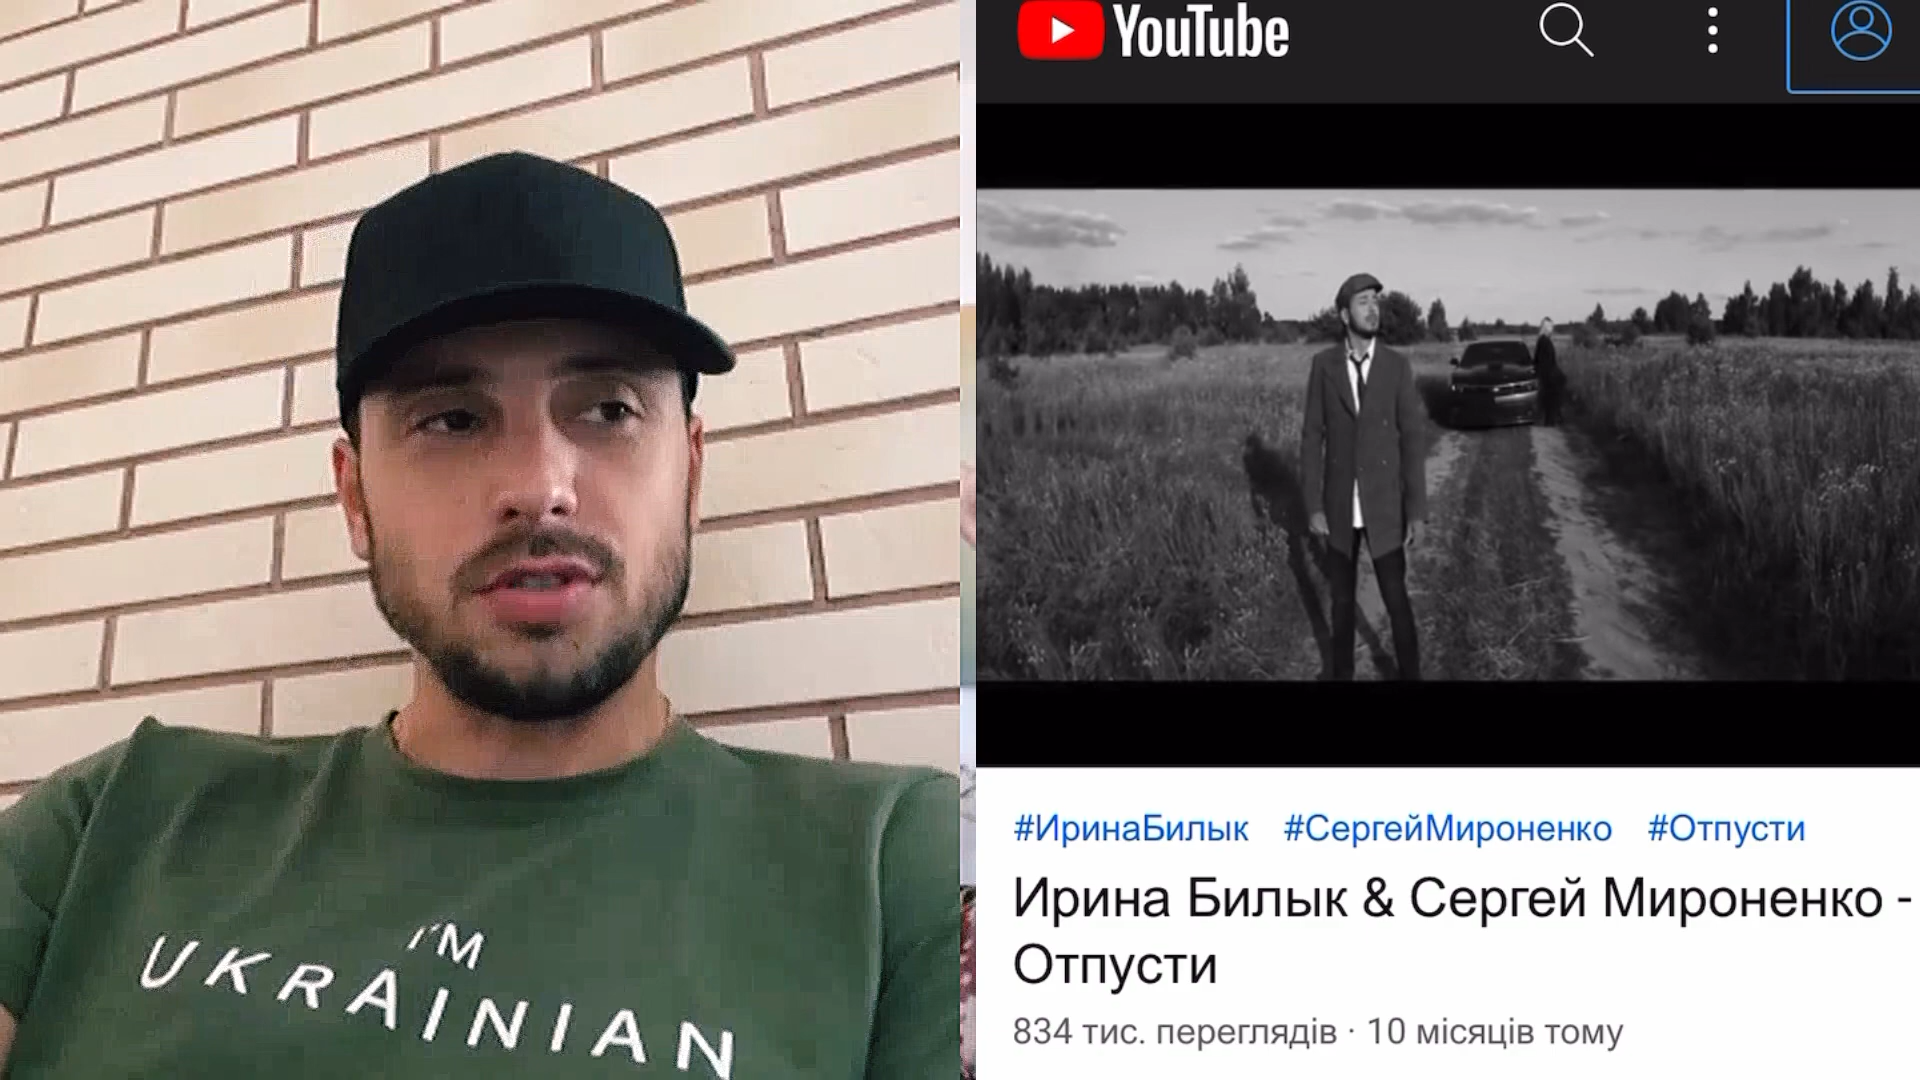 I'M
UKRAINIAN
YouTube
#ИринаБилык #СергейМироненко #Отпусти
Ирина Билык & Сергей Мироненко -
Отпусти
834 тис. переглядів · 10 місяців тому